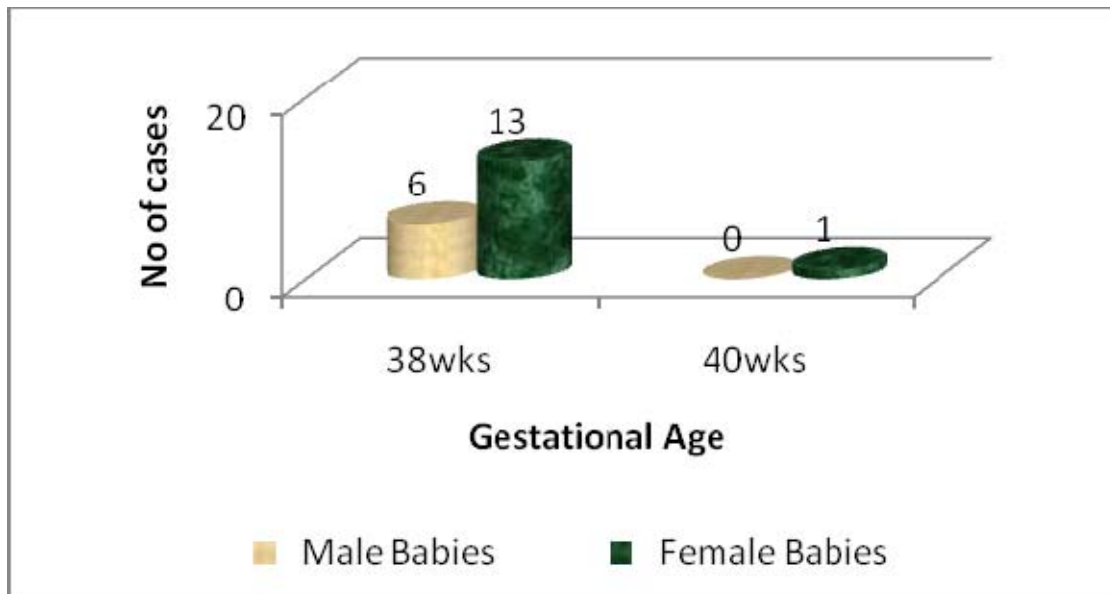 No of cases
20
0
6
13
0
1
38wks
40wks
Gestational Age
Male Babies
Female Babies